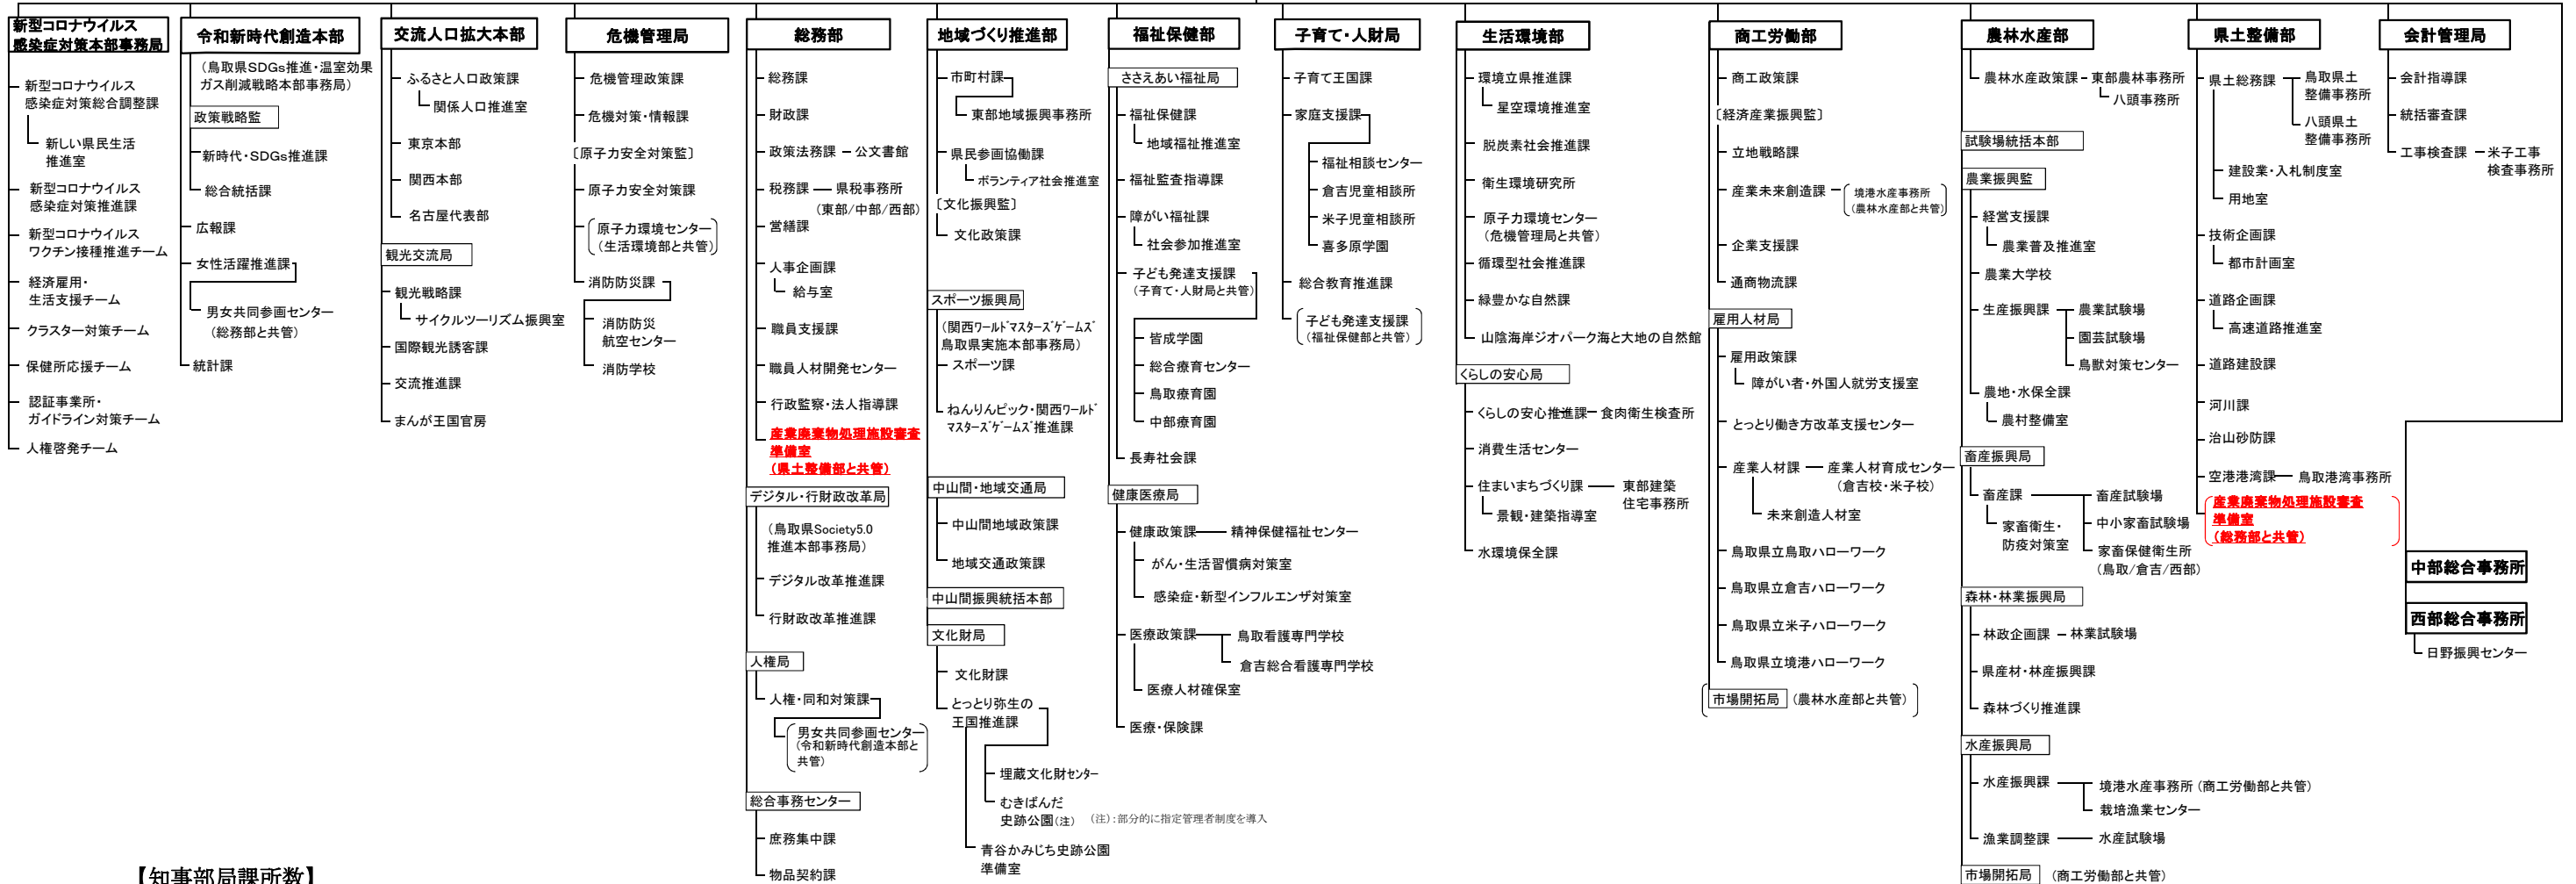 新型コロナウイルス
感染症対策本部事務局
新型コロナウイルス
感染症対策総合調整課
新しい県民生活
推進室
新型コロナウイルス
感染症対策推進課
新型コロナウイルス
ワクチン接種推進チーム
経済雇用・
生活支援チーム
クラスター対策チーム
保健所応援チーム
認証事業所・
ガイドライン対策チーム
人権啓発チーム
令和新時代創造本部
(鳥取県SDGs推進・温室効果
ガス削減戦略本部事務局)
政策戦略監
新時代・SDGs推進課
総合統括課
広報課
女性活躍推進課
男女共同参画センター
(総務部と共管)
統計課
交流人口拡大本部
ふるさと人口政策課
関係人口推進室
東京本部
関西本部
名古屋代表部
観光交流局
観光戦略課
サイクルツーリズム振興室
国際観光誘客課
交流推進課
まんが王国官房
危機管理局
危機管理政策課
危機対策・情報課
〔原子力安全対策監〕
原子力安全対策課
原子力環境センター
(生活環境部と共管)
消防防災課
消防防災
航空センター
消防学校
総務部
総務課
財政課
政策法務課 公文書館
税務課 県税事務所
(東部/中部/西部)
営繕課
人事企画課
給与室
職員支援課
職員人材開発センター
行政監察・法人指導課
産業廃棄物処理施設審査
準備室
(県土整備部と共管)
デジタル・行財政改革局
(鳥取県Society5.0
推進本部事務局)
デジタル改革推進課
行財政改革推進課
人権局
人権・同和対策課
男女共同参画センター
(令和新時代創造本部と
共管)
総合事務センター
庶務集中課
物品契約課
地域づくり推進部
市町村課
東部地域振興事務所
県民参画協働課
ボランティア社会推進室
〔文化振興監〕
文化政策課
スポーツ振興局
(関西ワールドマスターズゲームズ
鳥取県実施本部事務局)
スポーツ課
ねんりんピック・関西ワールド
マスターズゲームズ推進課
中山間・地域交通局
中山間地域政策課
地域交通政策課
中山間振興統括本部
文化財局
文化財課
とっとり弥生の
王国推進課
埋蔵文化財センター
むきばんだ
史跡公園(注) (注):部分的に指定管理者制度を導入
青谷かみじち史跡公園
準備室
福祉保健部
ささえあい福祉局
福祉保健課
地域福祉推進室
福祉監査指導課
障がい福祉課
社会参加推進室
子ども発達支援課
(子育て・人財局と共管)
皆成学園
総合療育センター
鳥取療育園
中部療育園
長寿社会課
健康医療局
健康政策課 精神保健福祉センター
がん・生活習慣病対策室
感染症・新型インフルエンザ対策室
医療政策課 鳥取看護専門学校
倉吉総合看護専門学校
医療人材確保室
医療・保険課
子育て・人財局
子育て王国課
家庭支援課
福祉相談センター
倉吉児童相談所
米子児童相談所
喜多原学園
総合教育推進課
子ども発達支援課
(福祉保健部と共管)
生活環境部
環境立県推進課
星空環境推進室
脱炭素社会推進課
衛生環境研究所
原子力環境センター
(危機管理局と共管)
循環型社会推進課
緑豊かな自然課
山陰海岸ジオパーク海と大地の自然館
くらしの安心局
くらしの安心推進課 食肉衛生検査所
消費生活センター
住まいまちづくり課 東部建築
住宅事務所
景観・建築指導室
水環境保全課
商工労働部
商工政策課
〔経済産業振興監〕
立地戦略課
産業未来創造課 境港水産事務所
(農林水産部と共管)
企業支援課
通商物流課
雇用人材局
雇用政策課
障がい者・外国人就労支援室
とっとり働き方改革支援センター
産業人材課 産業人材育成センター
(倉吉校・米子校)
未来創造人材室
鳥取県立鳥取ハローワーク
鳥取県立倉吉ハローワーク
鳥取県立米子ハローワーク
鳥取県立境港ハローワーク
市場開拓局 (農林水産部と共管)
農林水産部
農林水産政策課 東部農林事務所
八頭事務所
試験場統括本部
農業振興監
経営支援課
農業普及推進室
農業大学校
生産振興課 農業試験場
園芸試験場
鳥獣対策センター
農地・水保全課
農村整備室
畜産振興局
畜産課 畜産試験場
中小家畜試験場
家畜衛生・
防疫対策室
家畜保健衛生所
(鳥取/倉吉/西部)
森林・林業振興局
林政企画課 林業試験場
県産材・林産振興課
森林づくり推進課
水産振興局
水産振興課 境港水産事務所 (商工労働部と共管)
栽培漁業センター
漁業調整課 水産試験場
市場開拓局 (商工労働部と共管)
県土整備部
県土総務課 鳥取県土
整備事務所
八頭県土
整備事務所
建設業・入札制度室
用地室
技術企画課
都市計画室
道路企画課
高速道路推進室
道路建設課
河川課
治山砂防課
空港港湾課 鳥取港湾事務所
産業廃棄物処理施設審査
準備室
(総務部と共管)
会計管理局
会計指導課
統括審査課
工事検査課 米子工事
検査事務所
中部総合事務所
西部総合事務所
日野振興センター
【知事部局課所数】